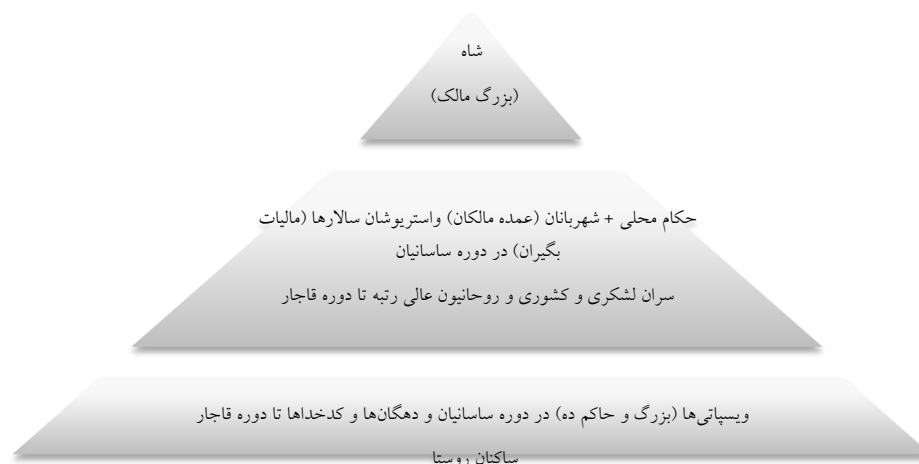 شاه
(بزرگ مالک)
حکام محلی + شهربانان (عمده مالکان) واستریوشان سالارها (مالیات
بگیران) در دوره ساسانیان
سران لشکری و کشوری و روحانیون عالی رتبه تا دوره قاجار
ویسپاتی‌ها (بزرگ و حاکم ده) در دوره ساسانیان و دهگان‌ها و کدخداها تا دوره قاجار
ساکنان روستا